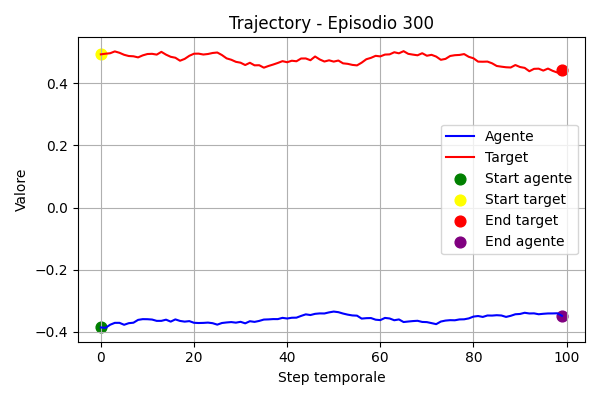 Trajectory - Episodio 300
Valore
0.4
0.2
0.0
−0.2
−0.4
Agente
Target
Start agente
Start target
End target
End agente
0
20
40
60
80
100
Step temporale